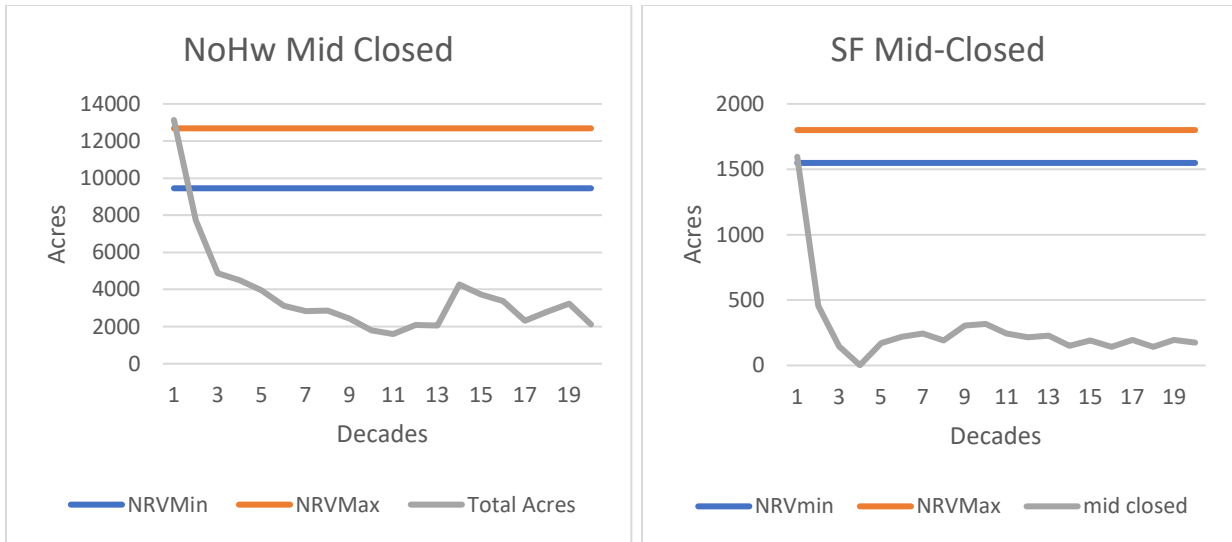 NoHw Mid Closed
14000
12000
10000
8000
6000
4000
2000
0
Acres
1 3 5 7 9 11 13 15 17 19
Decades
NRVMin NRVMax Total Acres
SF Mid-Closed
2000
1500
1000
500
0
Acres
1 3 5 7 9 11 13 15 17 19
Decades
NRVmin NRVMax mid closed